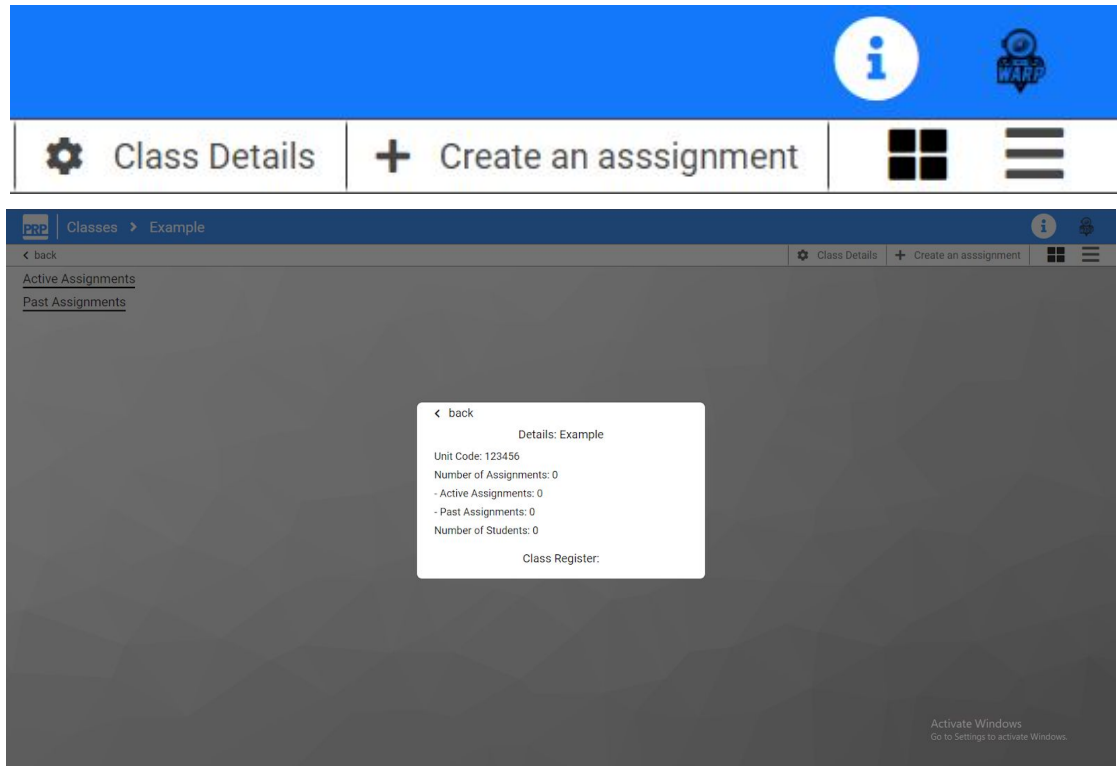 i
WARP
Class Details
Create an asssignment
PRP Classes > Example i
< back Class Details + Create an asssignment
Active Assignments
Past Assignments
< back
Details: Example
Unit Code: 123456
Number of Assignments: 0
- Active Assignments: 0
- Past Assignments: 0
Number of Students: 0
Class Register:
Activate Windows
Go to Settings to activate Windows.